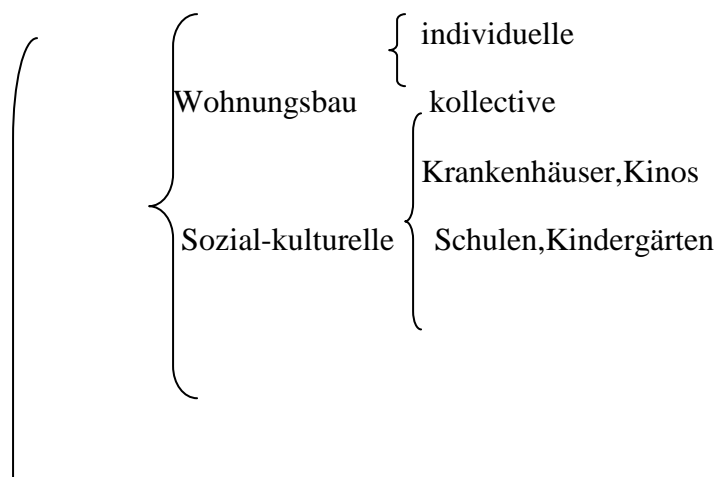 individuelle
Wohnungsbau kollective
Krankenhäuser,Kinos
Sozial-kulturelle Schulen,Kindergärten